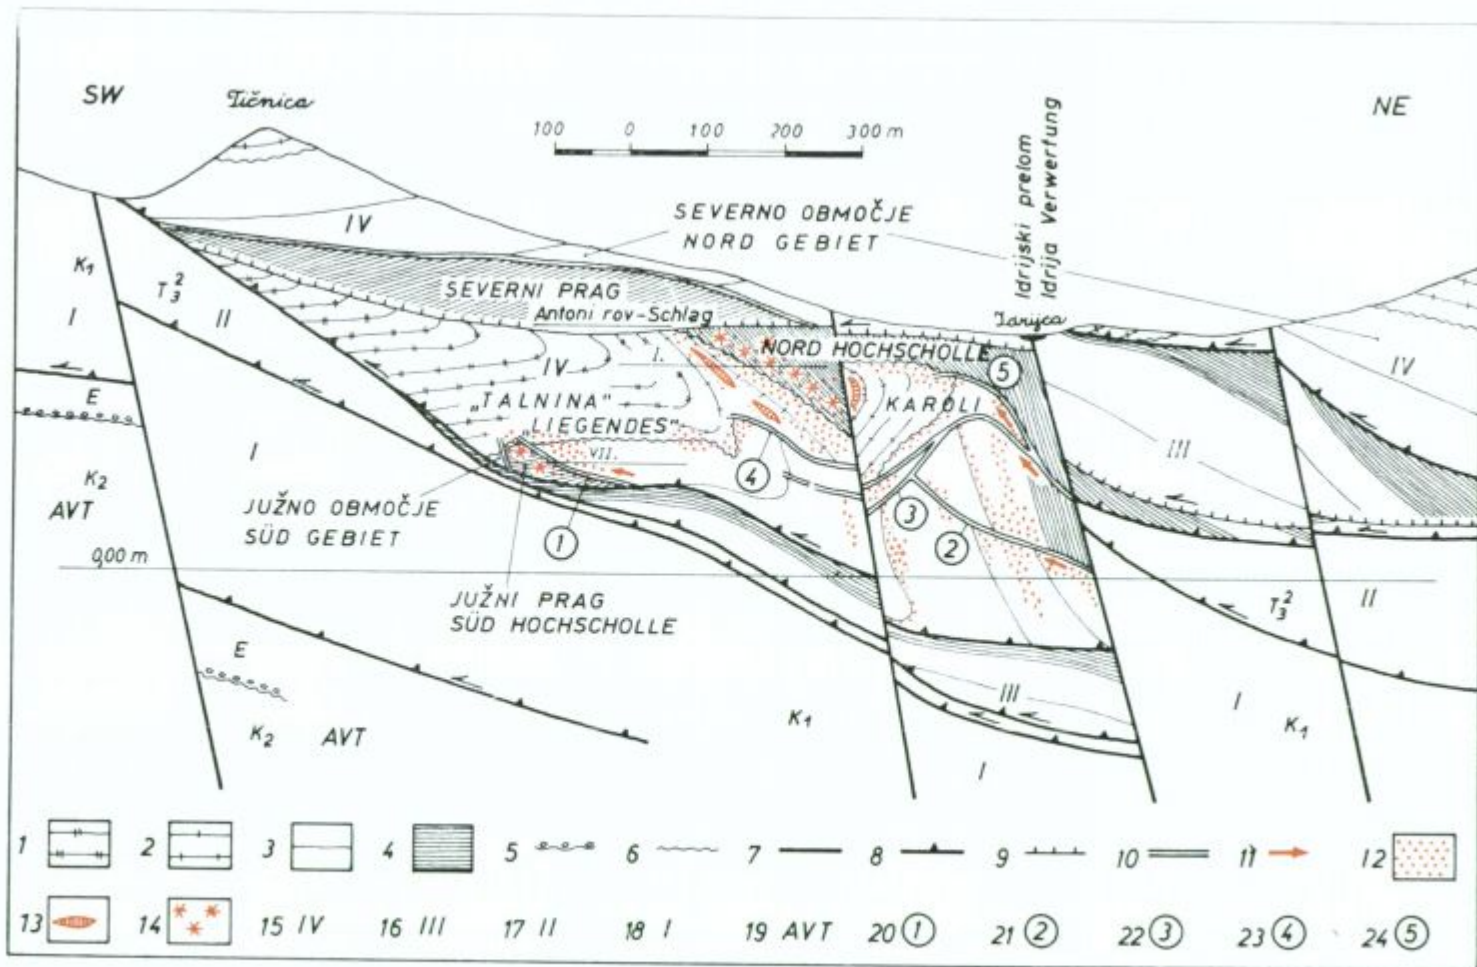 SW
Tičnica
NE
100 0 100 200 300 m
Idrijski prelom
Idrija Verwertung
SEVERNO OBMOČJE
NORD GEBIET
IV
K1
T3 2
I
II
SEVERNI PRAG
Antoni rov-Schlag
NORD HOCHSCHOLLE
IV
I.
5
IV
E
„TALNINA"
„LIEGENDES"
KAROLI
III
VII.
4
I
K2
AVT
JUŽNO OBMOČJE
SÜD GEBIET
1
3
2
0,00 m
JUŽNI PRAG
SÜD HOCHSCHOLLE
T3 2
II
E
III
K2 AVT
K1
I
K1
I
1 2 3 4 5 6 7 8 9 10 11 12
13 14 15 IV 16 III 17 II 18 I 19 AVT 20 1 21 2 22 3 23 4 24 5